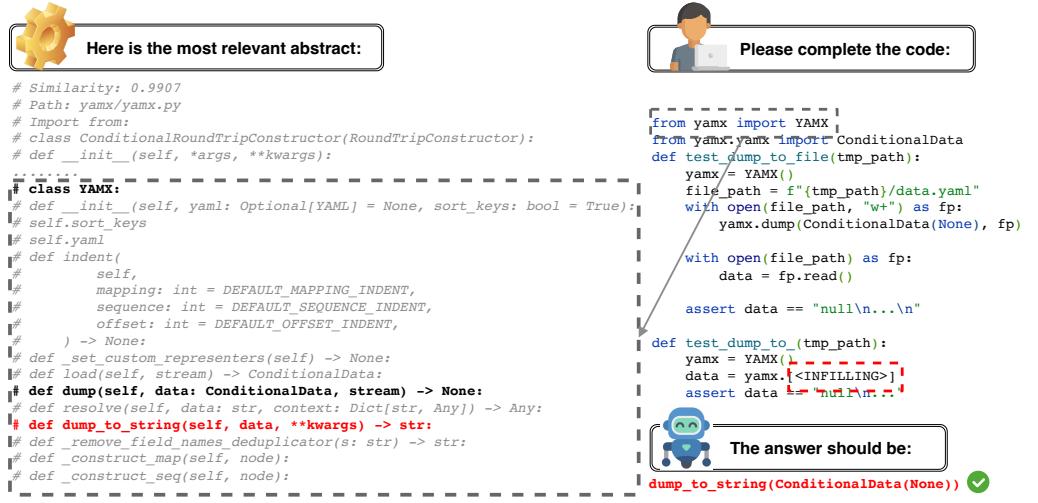 Here is the most relevant abstract:
# Similarity: 0.9907
# Path: yamx/yamx.py
# Import from:
# class ConditionalRoundTripConstructor(RoundTripConstructor):
# def __init__(self, *args, **kwargs):
........
# class YAMX:
# def __init__(self, yaml: Optional[YAML] = None, sort_keys: bool = True):
# self.sort_keys
# self.yaml
# def indent(
#         self,
#         mapping: int = DEFAULT_MAPPING_INDENT,
#         sequence: int = DEFAULT_SEQUENCE_INDENT,
#         offset: int = DEFAULT_OFFSET_INDENT,
#     ) -> None:
# def _set_custom_representers(self) -> None:
# def load(self, stream) -> ConditionalData:
# def dump(self, data: ConditionalData, stream) -> None:
# def resolve(self, data: str, context: Dict[str, Any]) -> Any:
# def dump_to_string(self, data, **kwargs) -> str:
# def _remove_field_names_deduplicator(s: str) -> str:
# def _construct_map(self, node):
# def _construct_seq(self, node):
Please complete the code:
from yamx import YAMX
from yamx.yamx import ConditionalData
def test_dump_to_file(tmp_path):
    yamx = YAMX()
    file_path = f"{tmp_path}/data.yaml"
    with open(file_path, "w+") as fp:
        yamx.dump(ConditionalData(None), fp)
    with open(file_path) as fp:
        data = fp.read()
    assert data == "null\n...\n"
def test_dump_to_(tmp_path):
    yamx = YAMX()
    data = yamx.[<INFILLING>]
    assert data == "null\n..."
The answer should be:
dump_to_string(ConditionalData(None))